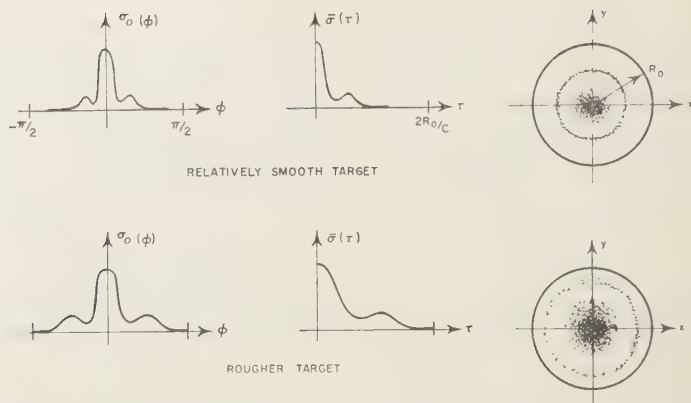 σ₀(φ)
σ̄(τ)
y
R₀
x
φ
τ
-π/2
π/2
2R₀/C
RELATIVELY SMOOTH TARGET
σ₀(φ)
σ̄(τ)
y
x
φ
τ
ROUGHER TARGET